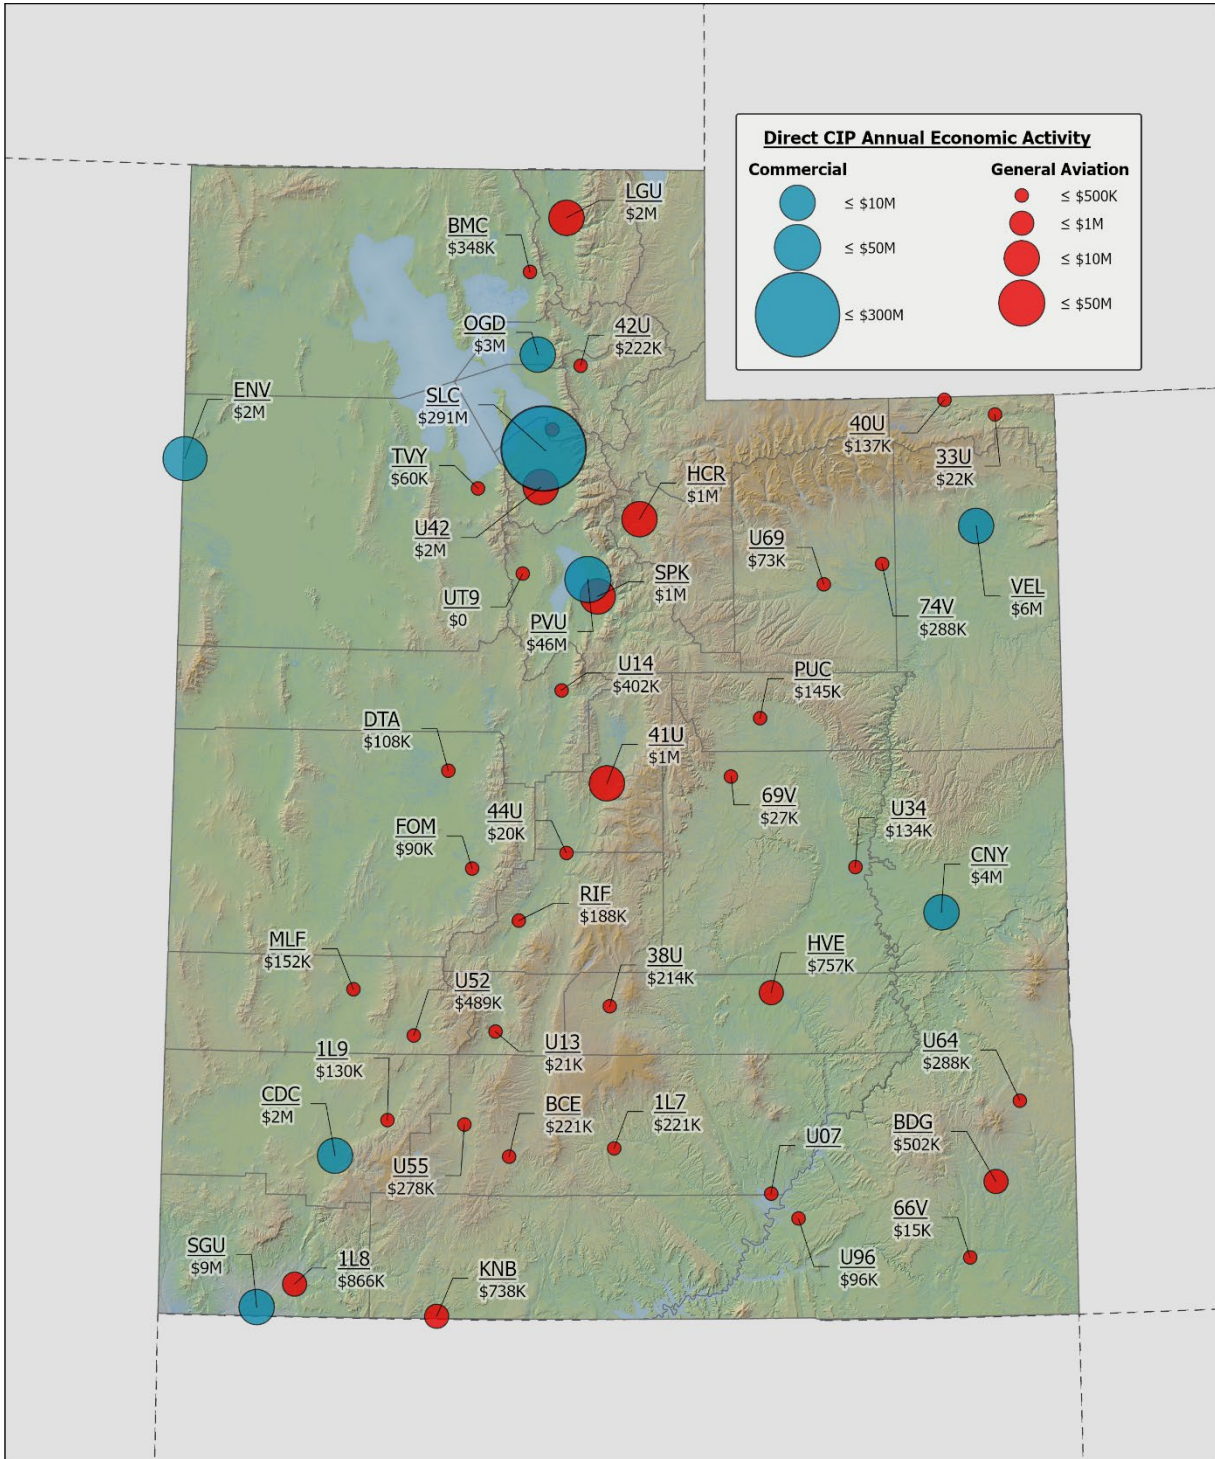 Direct CIP Annual Economic Activity
Commercial
General Aviation
≤ $10M
≤ $50M
≤ $300M
≤ $500K
≤ $1M
≤ $10M
≤ $50M
LGU
$2M
BMC
$348K
OGD
$3M
42U
$222K
ENV
$2M
SLC
$291M
40U
$137K
33U
$22K
TVY
$60K
HCR
$1M
U42
$2M
U69
$73K
SPK
$1M
UT9
$0
PVU
$46M
74V
$288K
VEL
$6M
U14
$402K
PUC
$145K
DTA
$108K
41U
$1M
69V
$27K
44U
$20K
U34
$134K
FOM
$90K
CNY
$4M
RIF
$188K
MLF
$152K
38U
$214K
HVE
$757K
U52
$489K
U13
$21K
1L9
$130K
U64
$288K
CDC
$2M
BCE
$221K
1L7
$221K
BDG
$502K
U07
U55
$278K
66V
$15K
SGU
$9M
1L8
$866K
KNB
$738K
U96
$96K